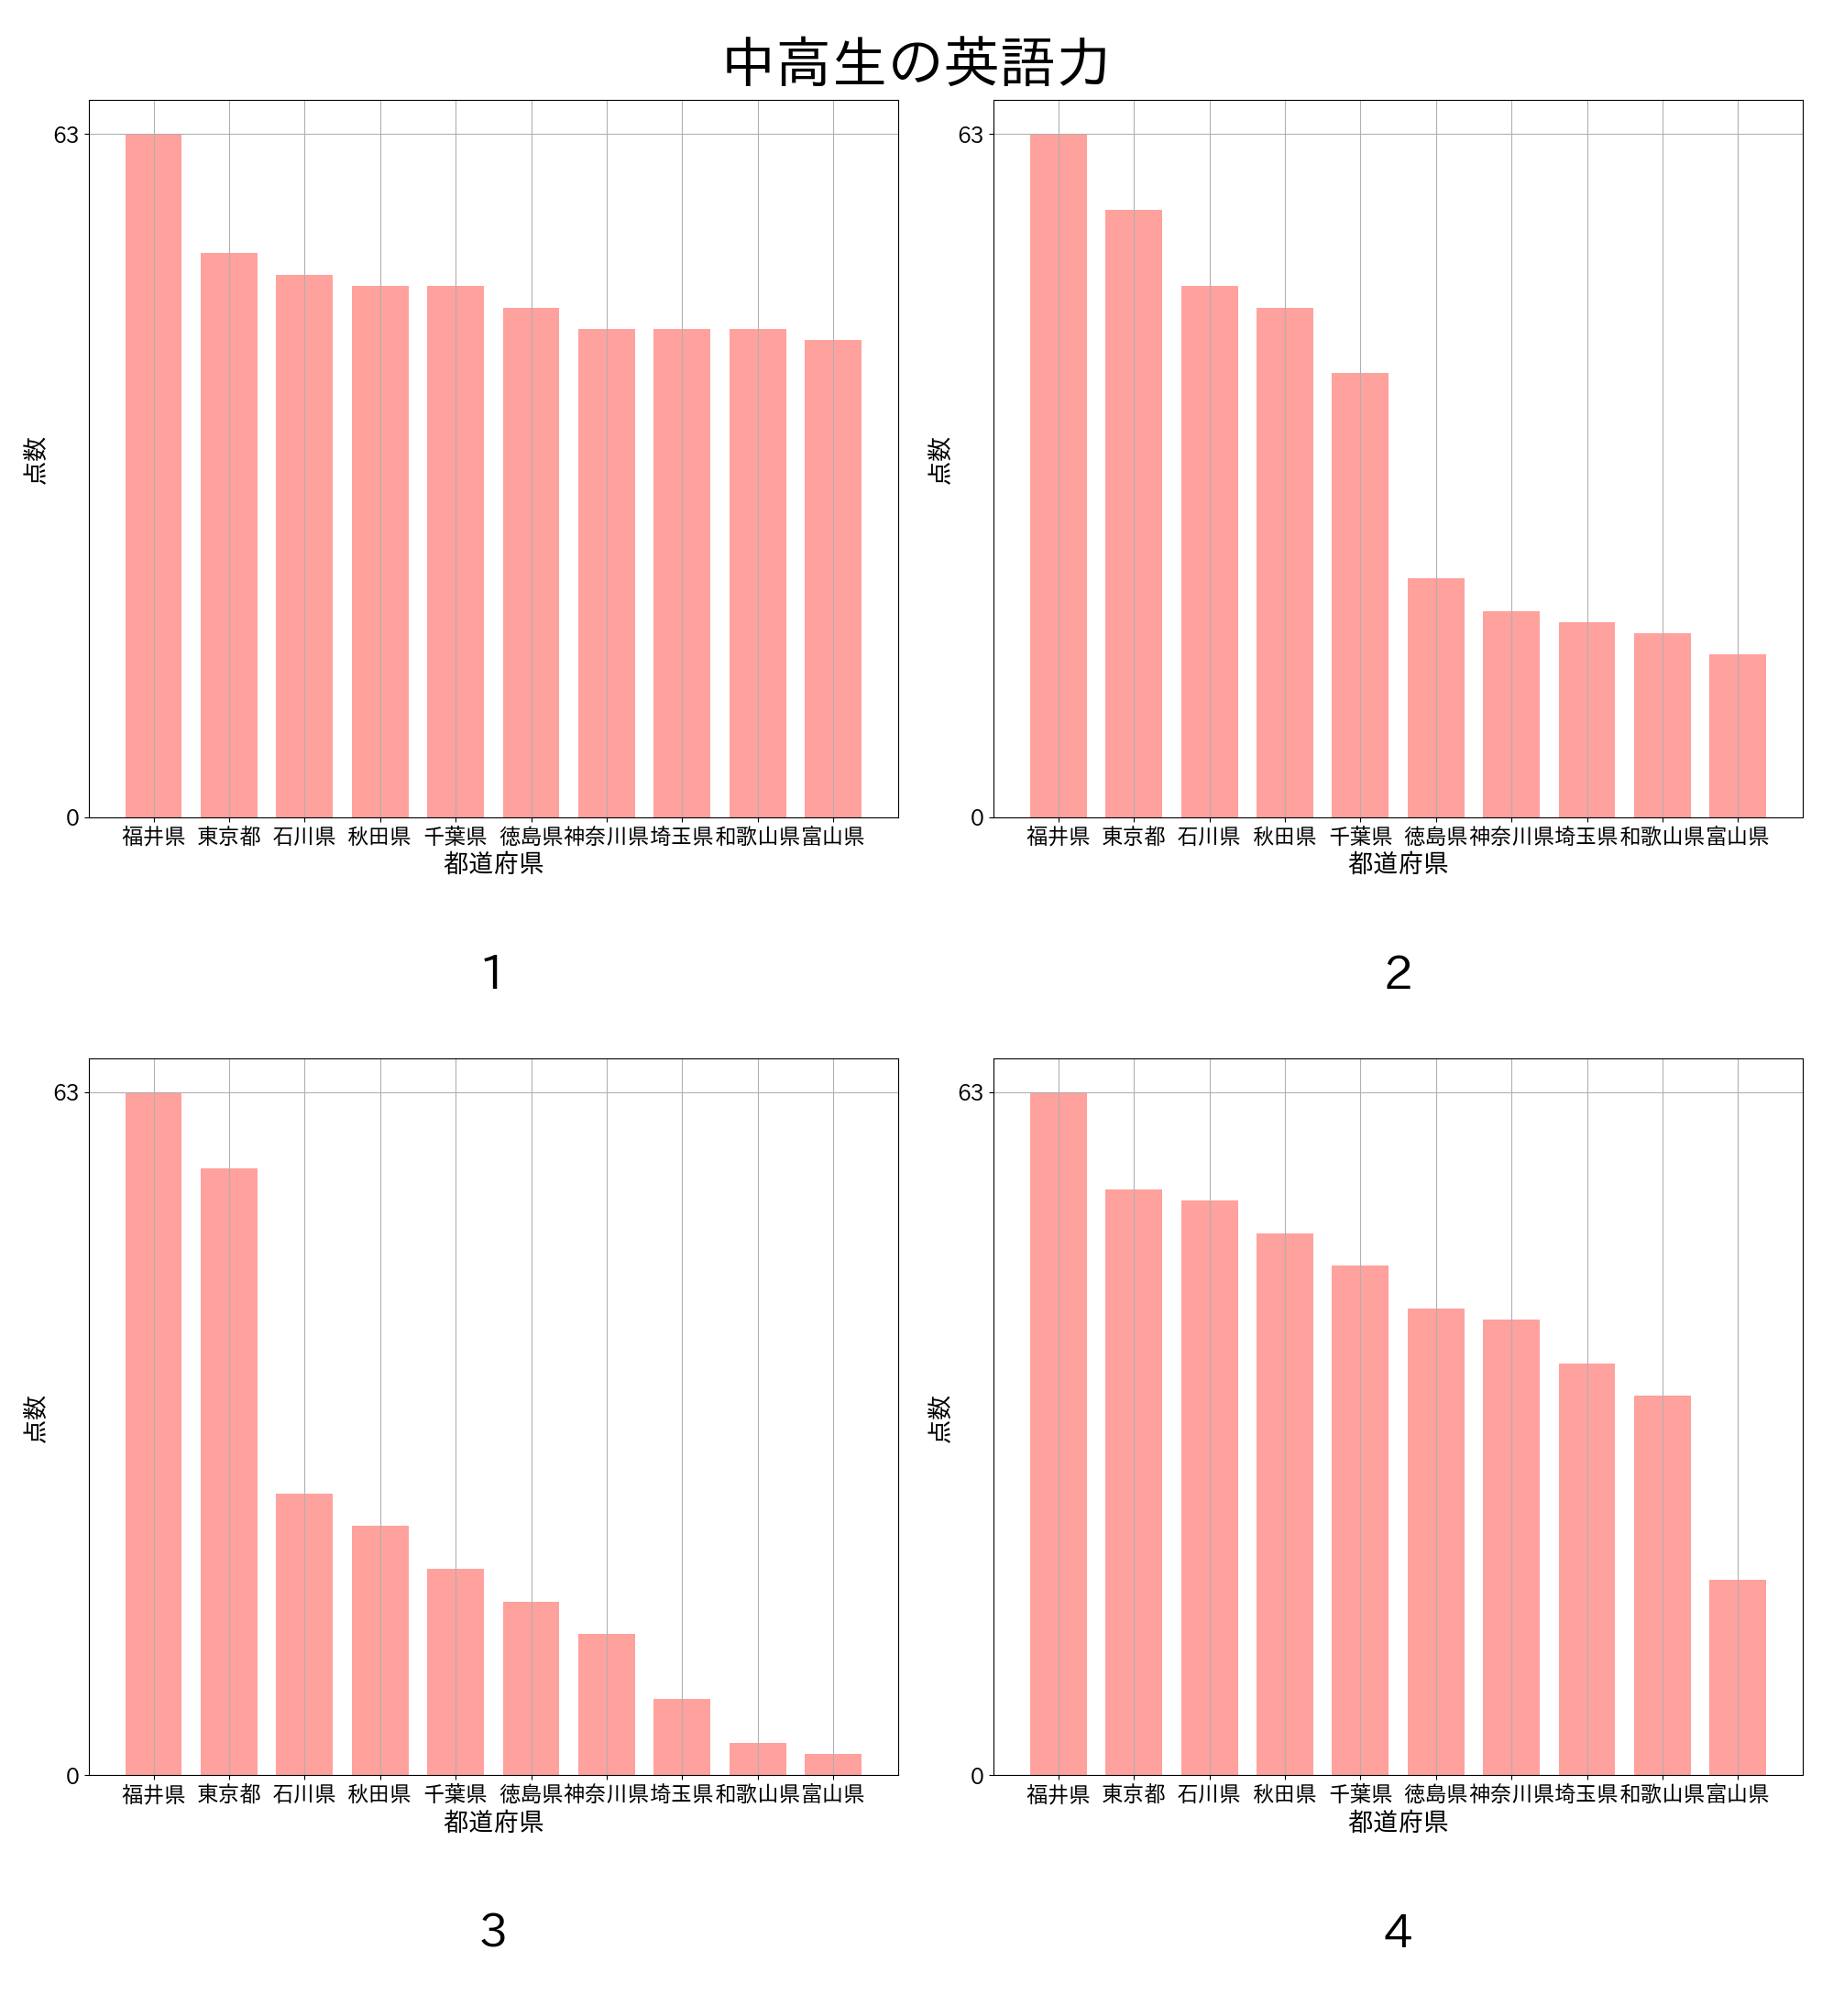 中高生の英語力
63
0
点数
福井県 東京都 石川県 秋田県 千葉県 徳島県 神奈川県 埼玉県 和歌山県 富山県
都道府県
1
63
0
点数
福井県 東京都 石川県 秋田県 千葉県 徳島県 神奈川県 埼玉県 和歌山県 富山県
都道府県
2
63
0
点数
福井県 東京都 石川県 秋田県 千葉県 徳島県 神奈川県 埼玉県 和歌山県 富山県
都道府県
3
63
0
点数
福井県 東京都 石川県 秋田県 千葉県 徳島県 神奈川県 埼玉県 和歌山県 富山県
都道府県
4